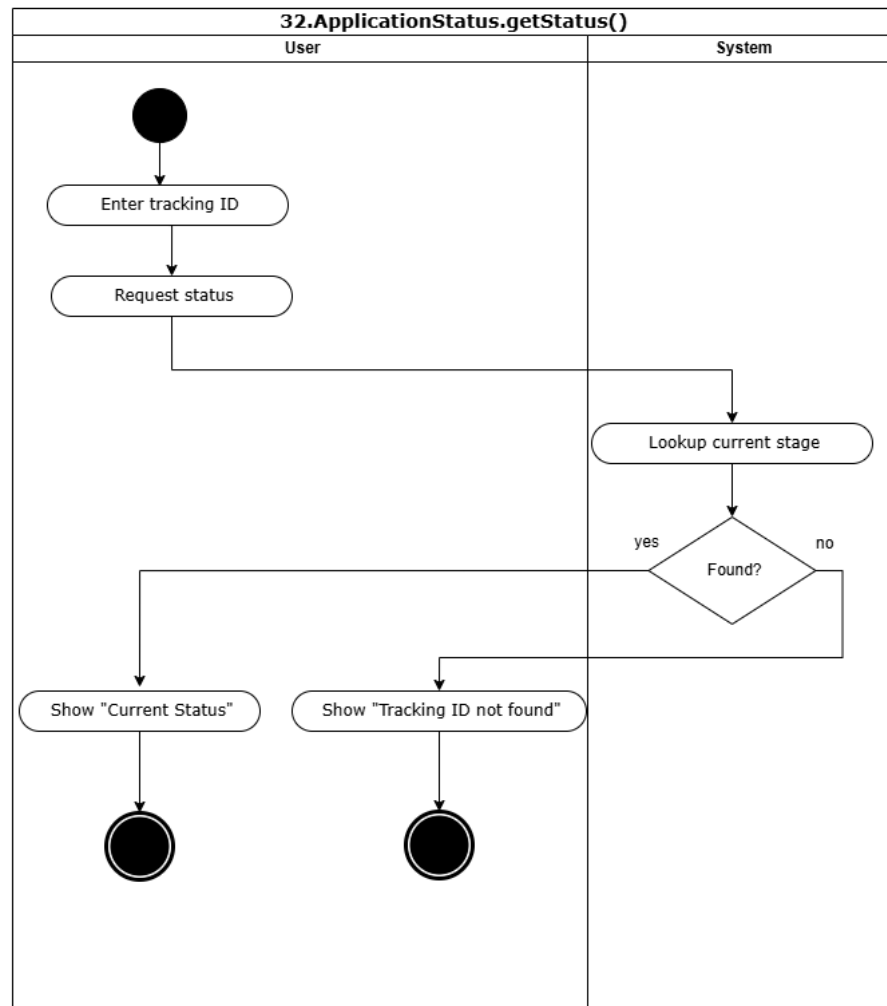 32.ApplicationStatus.getStatus()
User
System
Enter tracking ID
Request status
Lookup current stage
yes
no
Found?
Show "Current Status"
Show "Tracking ID not found"